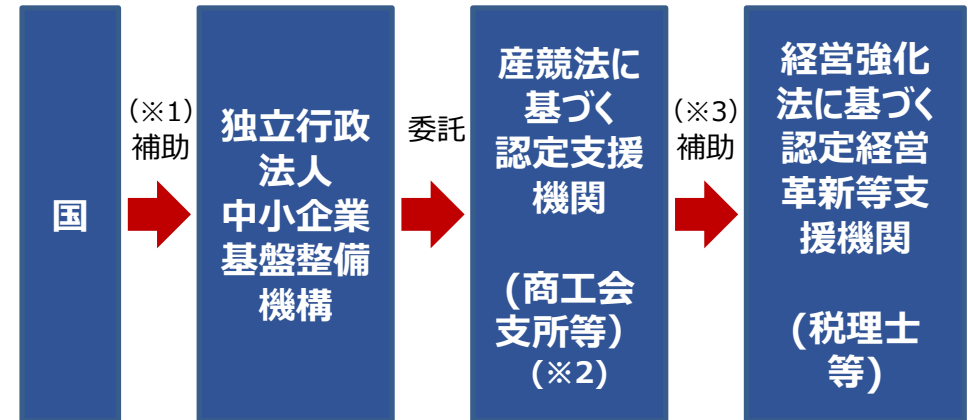 国
（※1）
補助
独立行政
法人
中小企業
基盤整備
機構
委託
産競法に
基づく
認定支援
機関
(商工会
支所等）
（※2）
（※3）
補助
経営強化
法に基づく
認定経営
革新等支
援機関
(税理士
等)